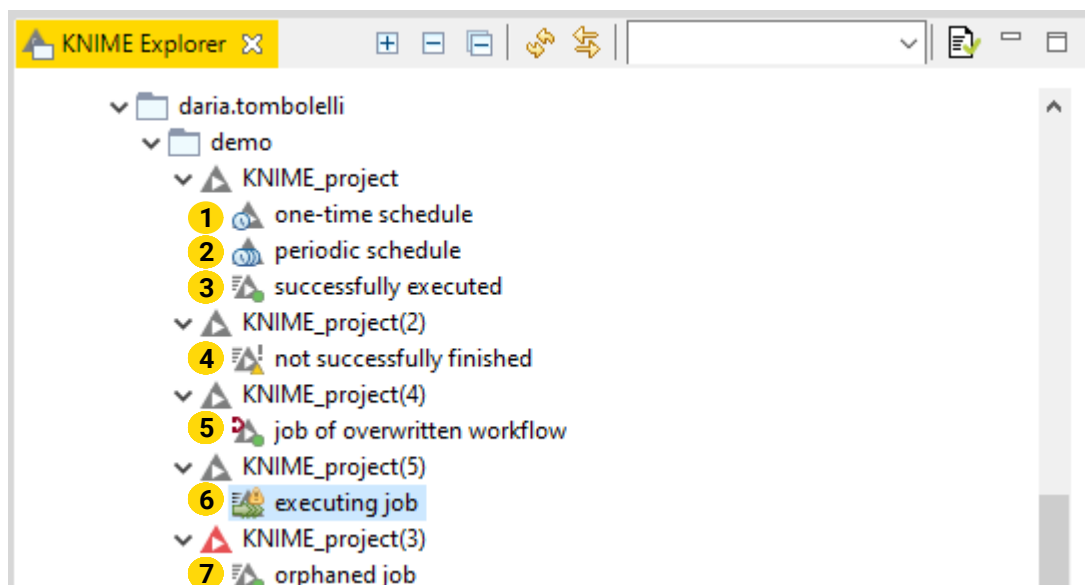 KNIME Explorer
daria.tombolelli
demo
KNIME_project
1 one-time schedule
2 periodic schedule
3 successfully executed
KNIME_project(2)
4 not successfully finished
KNIME_project(4)
5 job of overwritten workflow
KNIME_project(5)
6 executing job
KNIME_project(3)
7 orphaned job